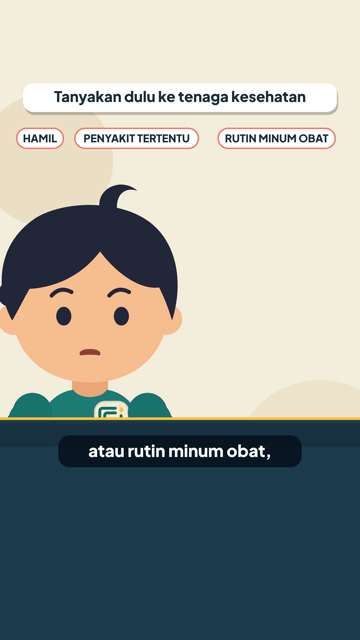 Tanyakan dulu ke tenaga kesehatan
HAMIL PENYAKIT TERTENTU RUTIN MINUM OBAT
atau rutin minum obat,